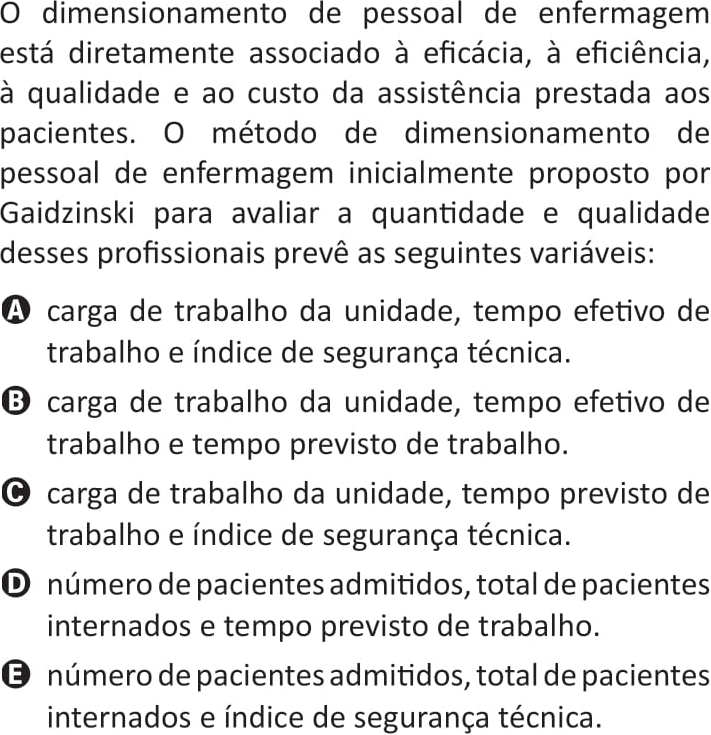 O dimensionamento de pessoal de enfermagem
está diretamente associado à eficácia, à eficiência,
à qualidade e ao custo da assistência prestada aos
pacientes. O método de dimensionamento de
pessoal de enfermagem inicialmente proposto por
Gaidzinski para avaliar a quantidade e qualidade
desses profissionais prevê as seguintes variáveis:
A carga de trabalho da unidade, tempo efetivo de
trabalho e índice de segurança técnica.
B carga de trabalho da unidade, tempo efetivo de
trabalho e tempo previsto de trabalho.
C carga de trabalho da unidade, tempo previsto de
trabalho e índice de segurança técnica.
D número de pacientes admitidos, total de pacientes
internados e tempo previsto de trabalho.
E número de pacientes admitidos, total de pacientes
internados e índice de segurança técnica.